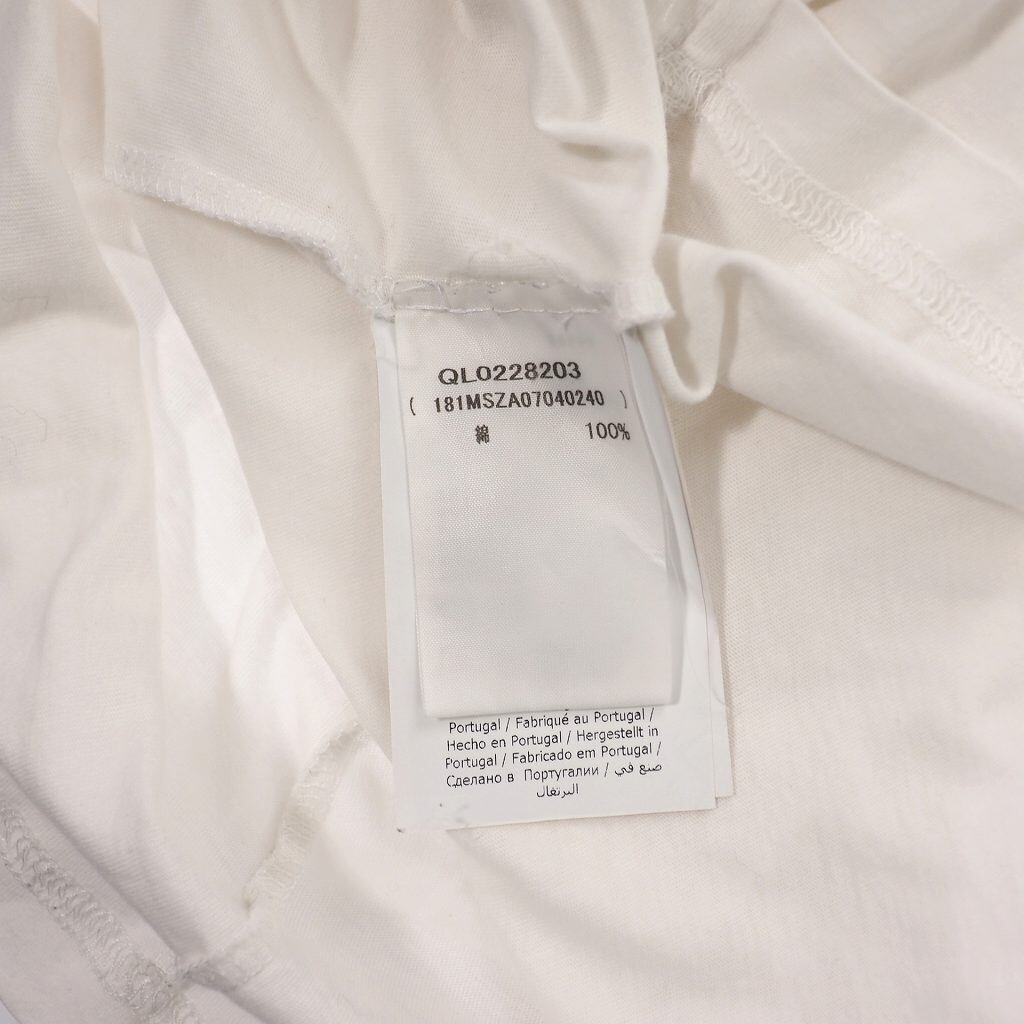 QL0228203
( 181MSZA07040240 )
綿 100%
Portugal / Fabriqué au Portugal /
Hecho en Portugal / Hergestellt in
Portugal / Fabricado em Portugal /
Сделано в Португалии / صنع في
البرتغال